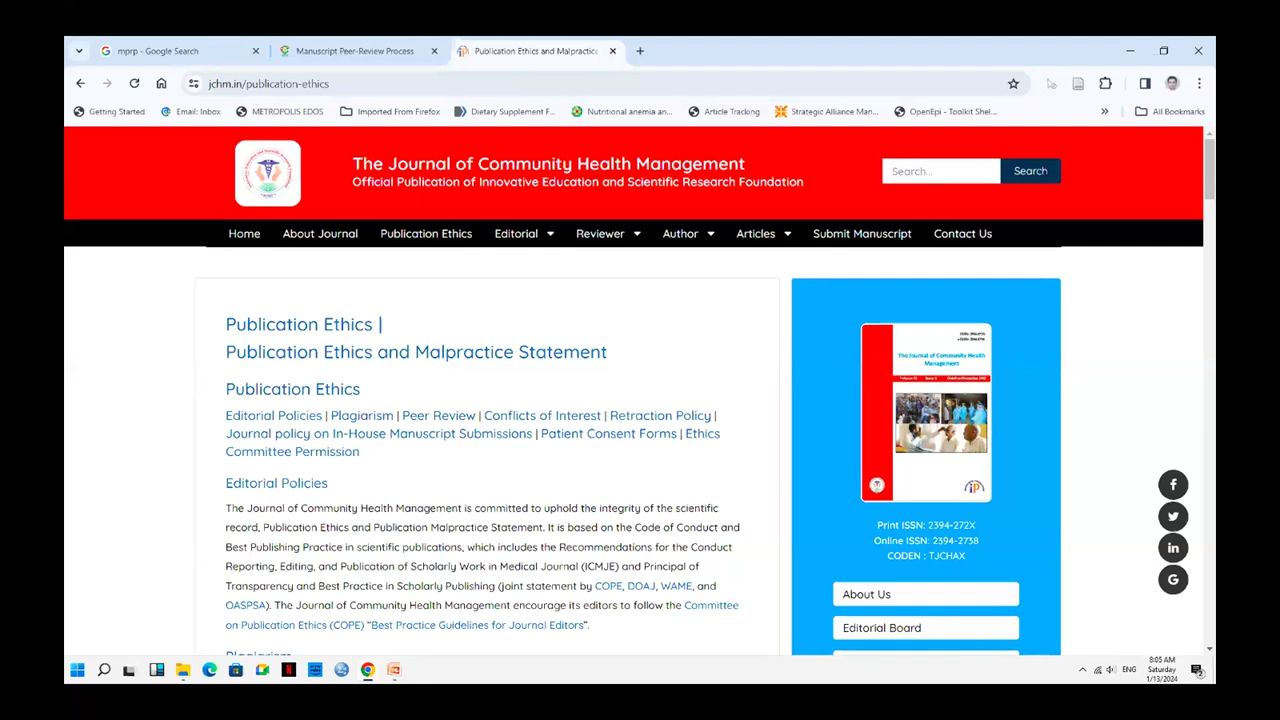 mprp - Google Search
Manuscript Peer-Review Process
Publication Ethics and Malpractic
jchm.in/publication-ethics
Getting Started
Email: Inbox
METROPOLIS EDOS
Imported From Firefox
Dietary Supplement F...
Nutritional anemia an...
Article Tracking
Strategic Alliance Man...
OpenEpi - Toolkit Shel...
»
All Bookmarks
The Journal of Community Health Management
Official Publication of Innovative Education and Scientific Research Foundation
Search...
Search
Home
About Journal
Publication Ethics
Editorial
Reviewer
Author
Articles
Submit Manuscript
Contact Us
Publication Ethics |
Publication Ethics and Malpractice Statement
Publication Ethics
Editorial Policies | Plagiarism | Peer Review | Conflicts of Interest | Retraction Policy |
Journal policy on In-House Manuscript Submissions | Patient Consent Forms | Ethics
Committee Permission
Editorial Policies
The Journal of Community Health Management is committed to uphold the integrity of the scientific
record, Publication Ethics and Publication Malpractice Statement. It is based on the Code of Conduct and
Best Publishing Practice in scientific publications, which includes the Recommendations for the Conduct
Reporting, Editing, and Publication of Scholarly Work in Medical Journal (ICMJE) and Principal of
Transparency and Best Practice in Scholarly Publishing (joint statement by COPE, DOAJ, WAME, and
OASPSA). The Journal of Community Health Management encourage its editors to follow the Committee
on Publication Ethics (COPE) “Best Practice Guidelines for Journal Editors”.
Plagiarism
The Journal of Community Health
Management
iP
Print ISSN: 2394-272X
Online ISSN: 2394-2738
CODEN : TJCHAX
About Us
Editorial Board
ENG
8:05 AM
Saturday
1/13/2024